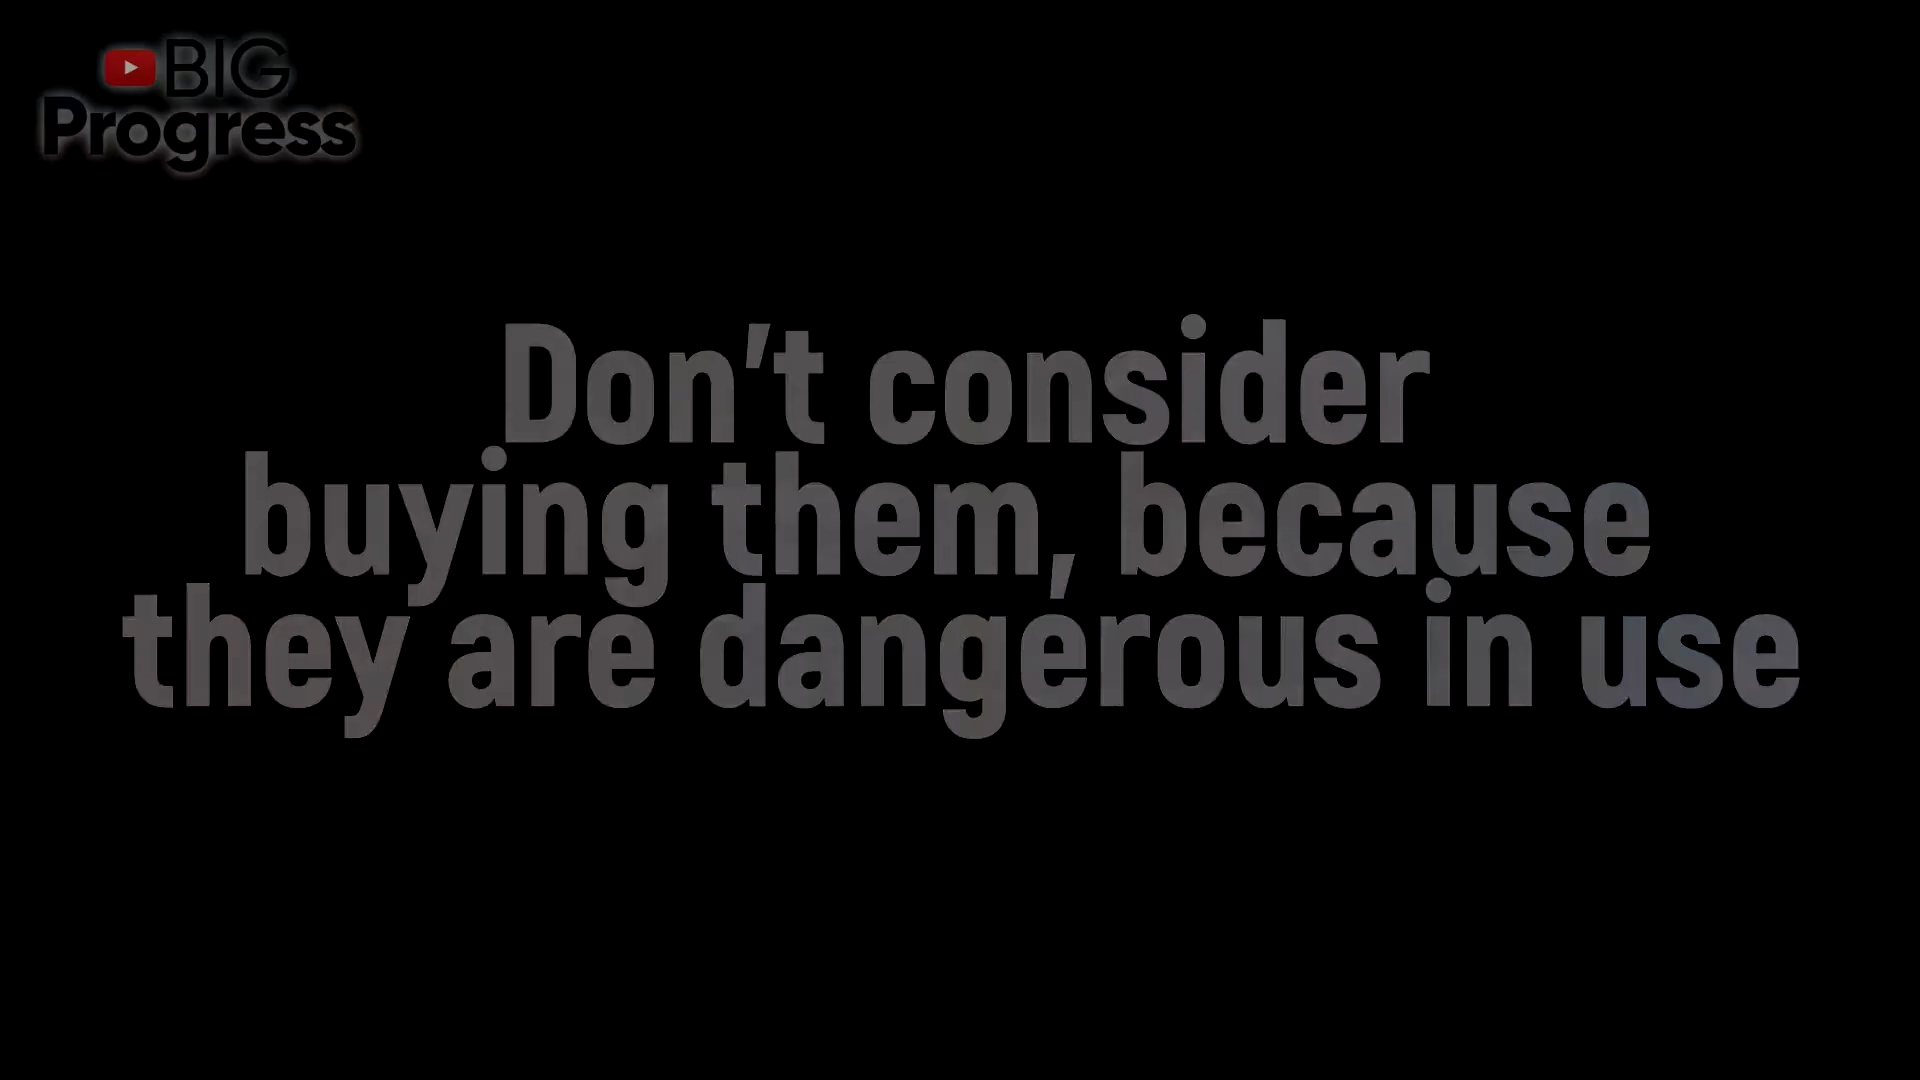 BIG
Progress
Don't consider
buying them, because
they are dangerous in use